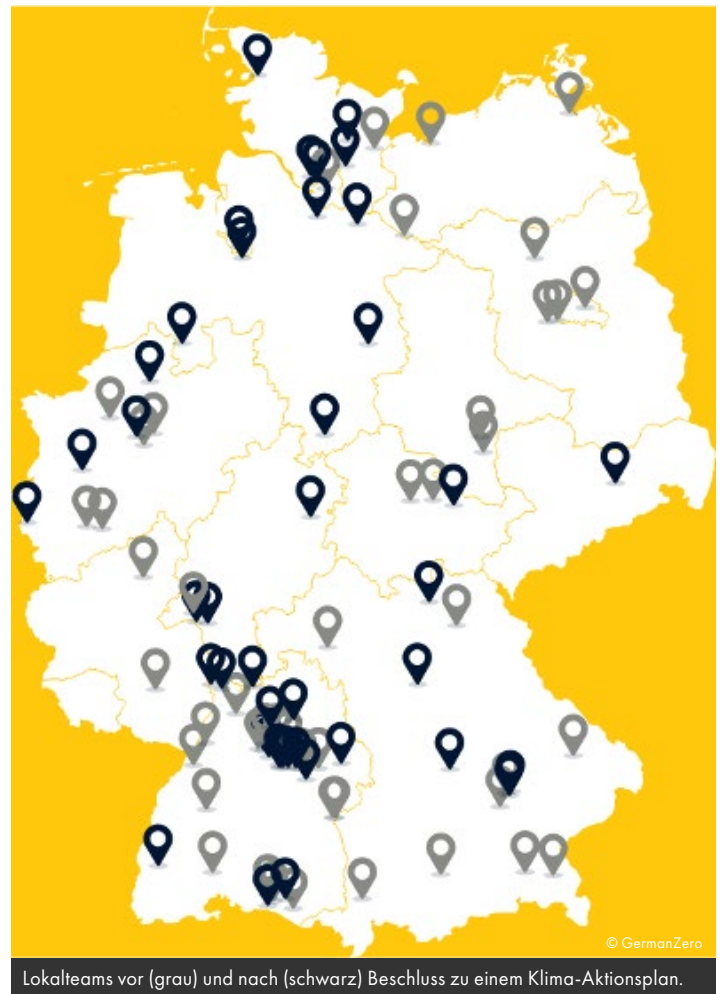 © GermanZero
Lokalteams vor (grau) und nach (schwarz) Beschluss zu einem Klima-Aktionsplan.